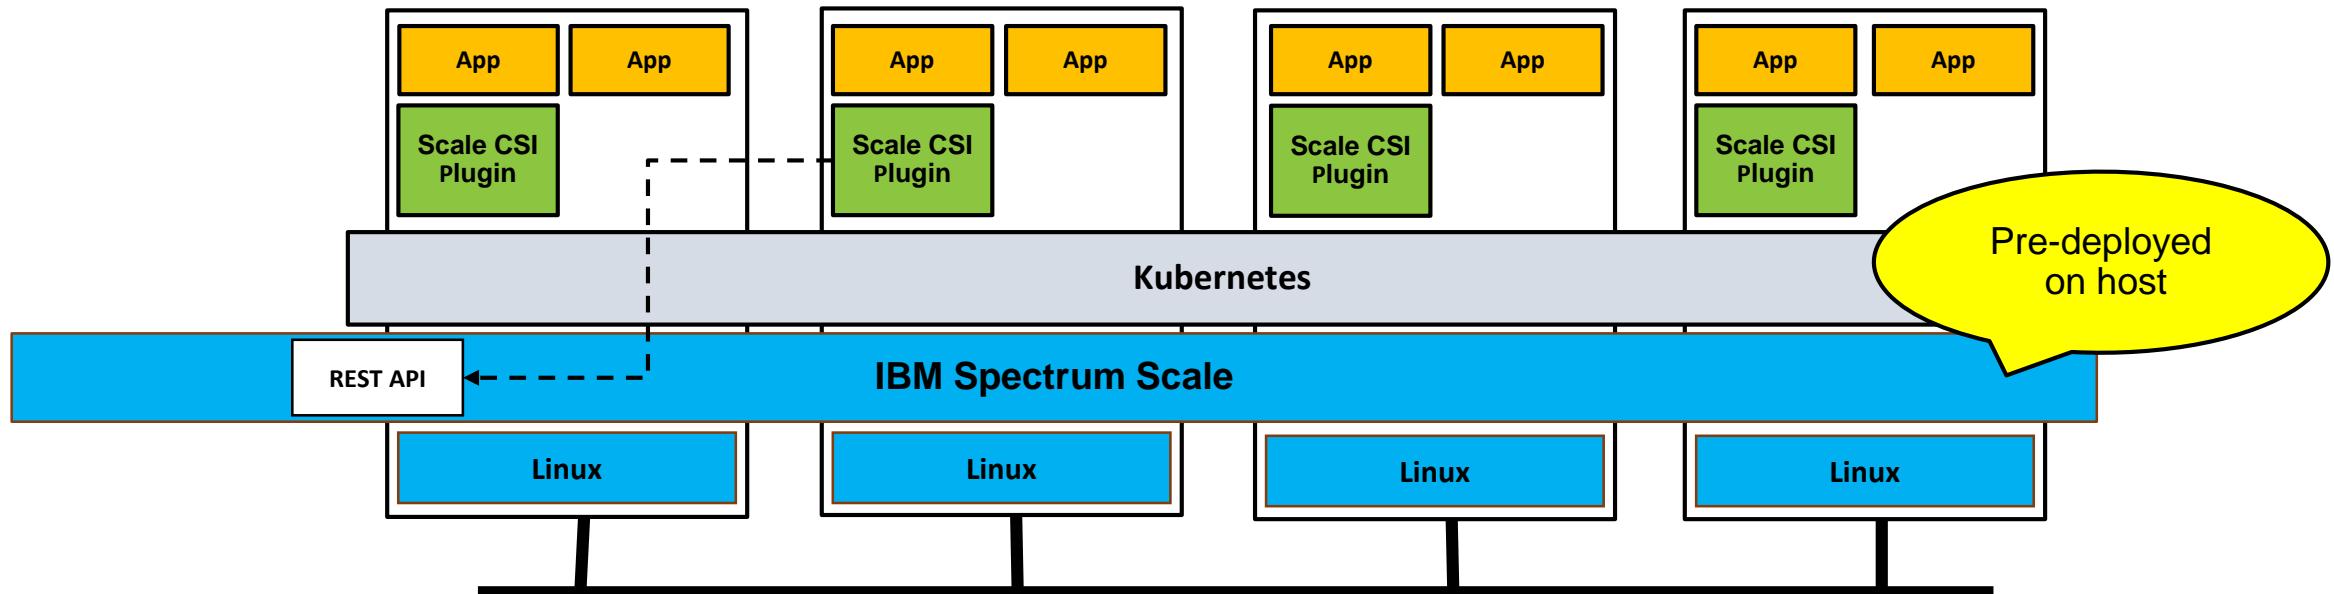 App
App
App
App
App
App
App
App
Scale CSI
Plugin
Scale CSI
Plugin
Scale CSI
Plugin
Scale CSI
Plugin
Pre-deployed
on host
Kubernetes
REST API
IBM Spectrum Scale
Linux
Linux
Linux
Linux